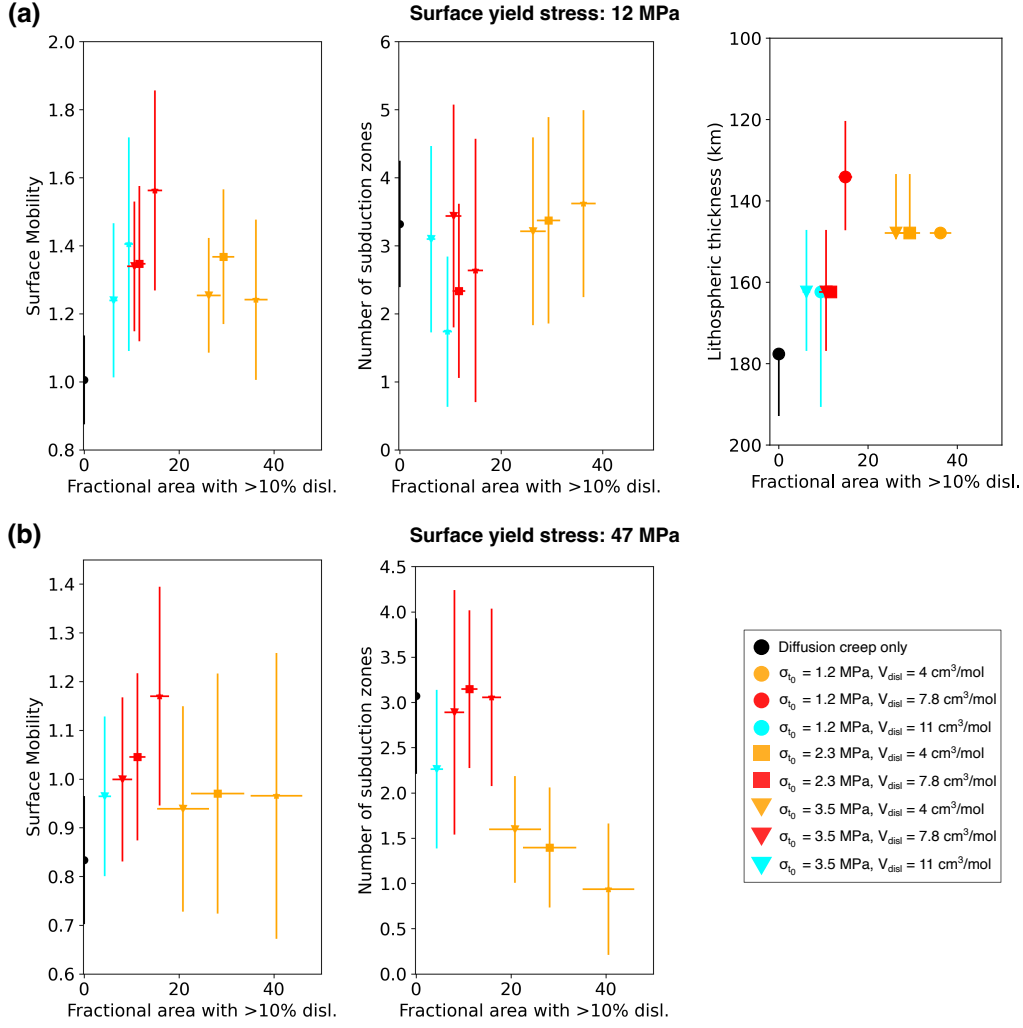 (a)
Surface yield stress: 12 MPa
Surface Mobility
2.0
1.8
1.6
1.4
1.2
1.0
0.8
0 20 40
Fractional area with >10% disl.
Number of subduction zones
6
5
4
3
2
1
0
0 20 40
Fractional area with >10% disl.
Lithospheric thickness (km)
100
120
140
160
180
200
0 20 40
Fractional area with >10% disl.
(b)
Surface yield stress: 47 MPa
Surface Mobility
1.4
1.3
1.2
1.1
1.0
0.9
0.8
0.7
0.6
0 20 40
Fractional area with >10% disl.
Number of subduction zones
4.5
4.0
3.5
3.0
2.5
2.0
1.5
1.0
0.5
0.0
0 20 40
Fractional area with >10% disl.
Diffusion creep only
σt0 = 1.2 MPa, Vdisl = 4 cm³/mol
σt0 = 1.2 MPa, Vdisl = 7.8 cm³/mol
σt0 = 1.2 MPa, Vdisl = 11 cm³/mol
σt0 = 2.3 MPa, Vdisl = 4 cm³/mol
σt0 = 2.3 MPa, Vdisl = 7.8 cm³/mol
σt0 = 3.5 MPa, Vdisl = 4 cm³/mol
σt0 = 3.5 MPa, Vdisl = 7.8 cm³/mol
σt0 = 3.5 MPa, Vdisl = 11 cm³/mol